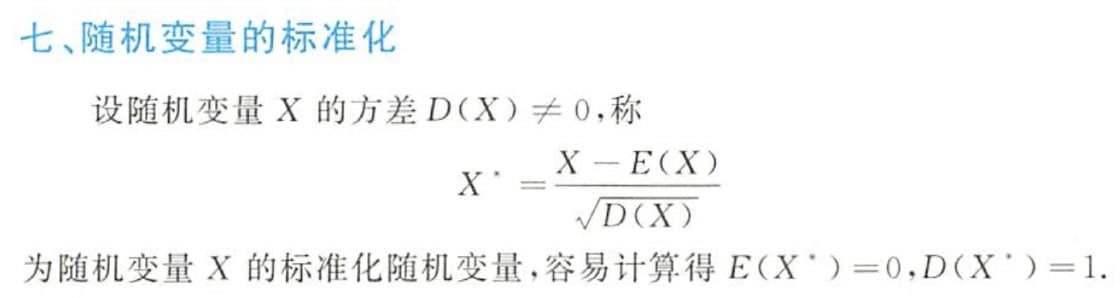 七、随机变量的标准化
设随机变量 X 的方差 D(X) ≠ 0,称
X* = \frac{X - E(X)}{\sqrt{D(X)}}
为随机变量 X 的标准化随机变量,容易计算得 E(X*)=0,D(X*)=1.